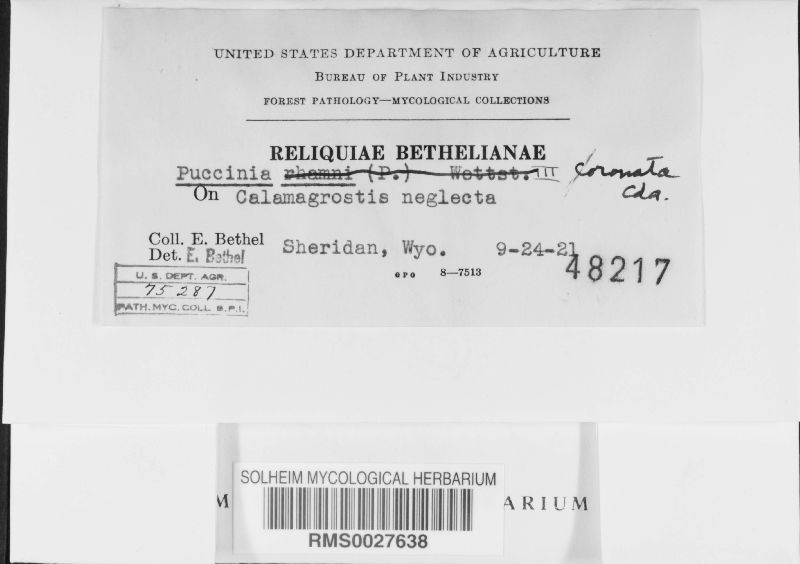 UNITED STATES DEPARTMENT OF AGRICULTURE
BUREAU OF PLANT INDUSTRY
FOREST PATHOLOGY—MYCOLOGICAL COLLECTIONS
RELIQUIAE BETHELIANAE
Puccinia rhamni (P.) Wettst. III Coronata
Cda.
On Calamagrostis neglecta
Coll. E. Bethel Sheridan, Wyo. 9-24-21
Det. E. Bethel
GPO 8—7513
48217
U. S. DEPT. AGR.
75287
PATH. MYC. COLL. B.P.I.
SOLHEIM MYCOLOGICAL HERBARIUM
M ARIUM
RMS0027638